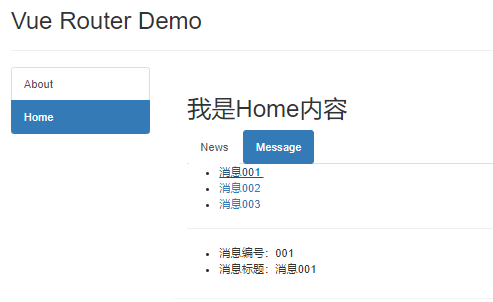 Vue Router Demo
About
Home
我是Home内容
News
Message
消息001
消息002
消息003
消息编号：001
消息标题：消息001